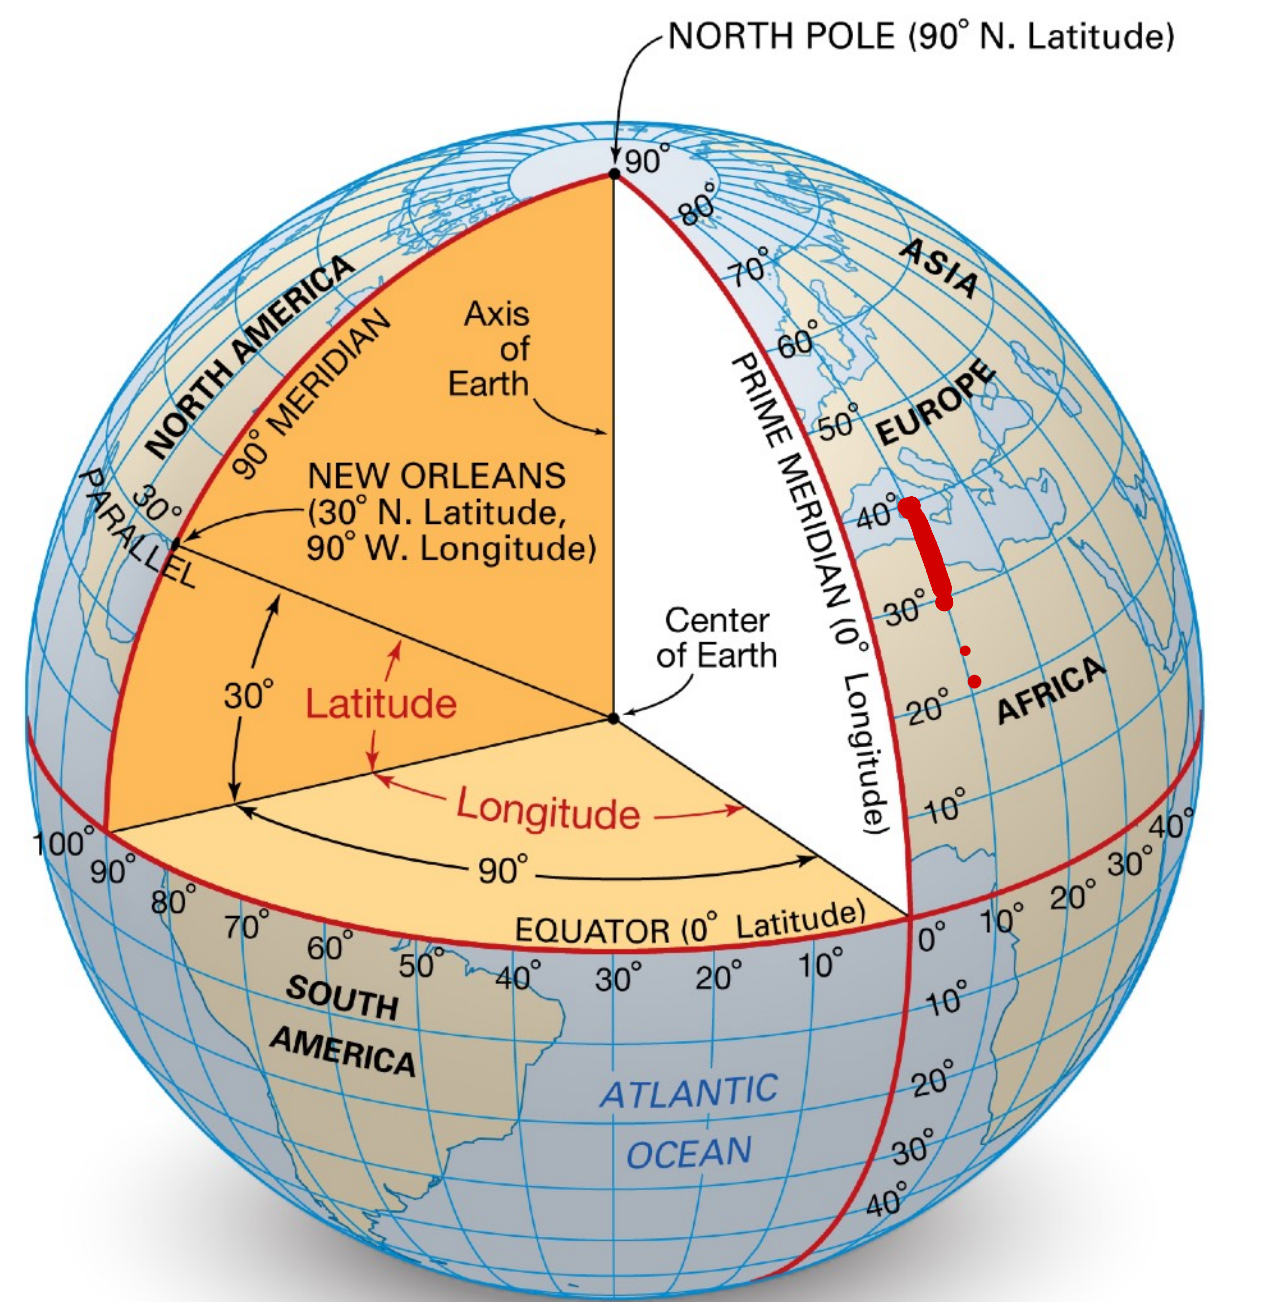 NORTH POLE (90° N. Latitude)
90°
80°
70°
60°
50°
40°
30°
20°
10°
ASIA
EUROPE
AFRICA
NORTH AMERICA
90° MERIDIAN
Axis
of
Earth
PRIME MERIDIAN (0° Longitude)
NEW ORLEANS
(30° N. Latitude,
90° W. Longitude)
30°
PARALLEL
Center
of Earth
30°
Latitude
Longitude
90°
EQUATOR (0° Latitude)
100°
90°
80°
70°
60°
50°
40°
30°
20°
10°
0°
10°
20°
30°
40°
10°
20°
30°
40°
SOUTH
AMERICA
ATLANTIC
OCEAN